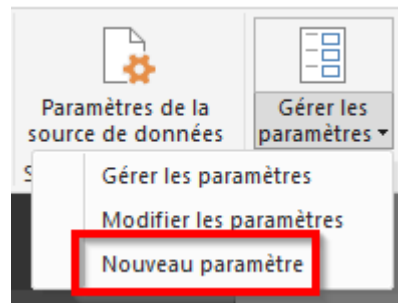 Paramètres de la
source de données
Gérer les
paramètres
Gérer les paramètres
Modifier les paramètres
Nouveau paramètre